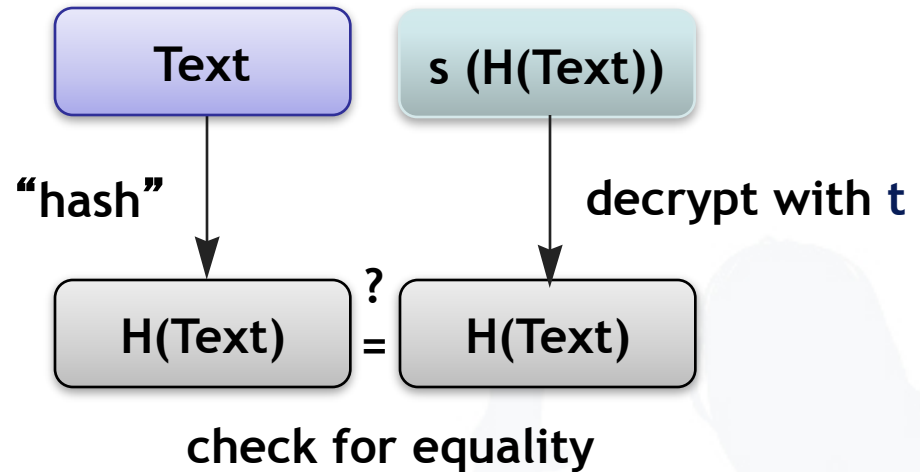 Text
s (H(Text))
“hash”
decrypt with t
H(Text)
?
=
H(Text)
check for equality